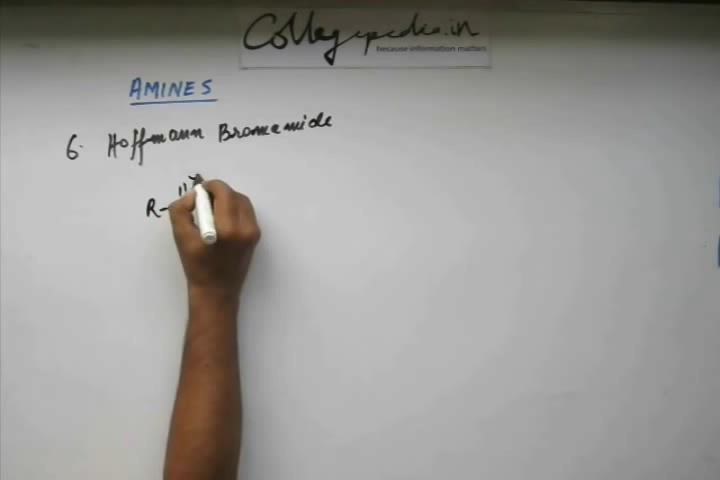 Collegepedia.in
because information matters
AMINES
6. Hoffmann Bromamide
R-